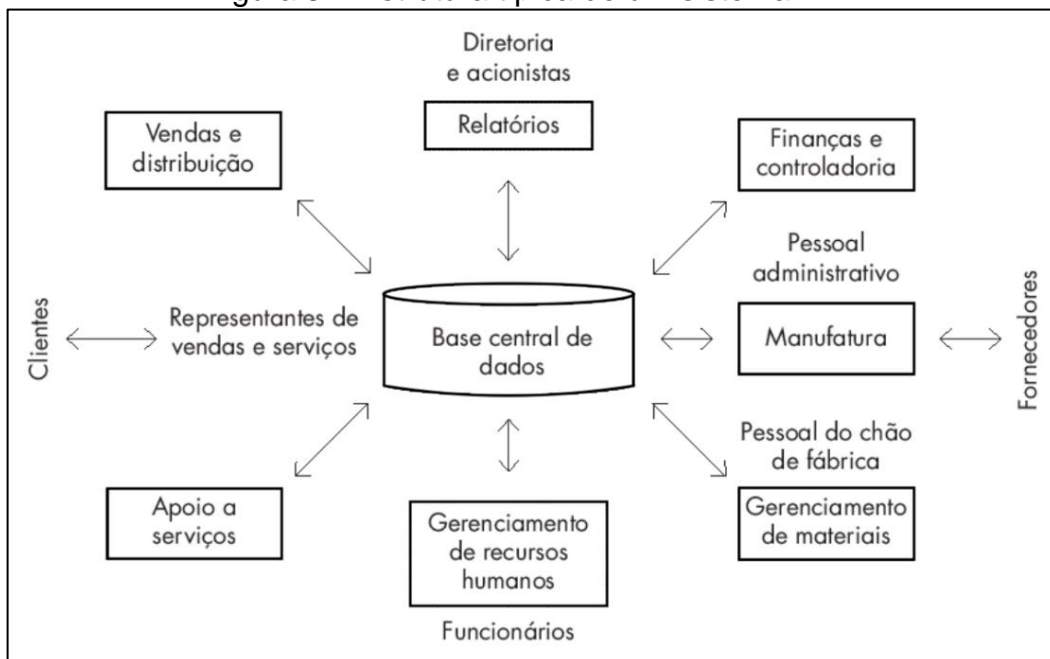 Diretoria
e acionistas
Relatórios
Vendas e
distribuição
Finanças e
controladoria
Pessoal
administrativo
Clientes
Representantes de
vendas e serviços
Base central de
dados
Manufatura
Fornecedores
Pessoal do chão
de fábrica
Apoio a
serviços
Gerenciamento
de recursos
humanos
Gerenciamento
de materiais
Funcionários